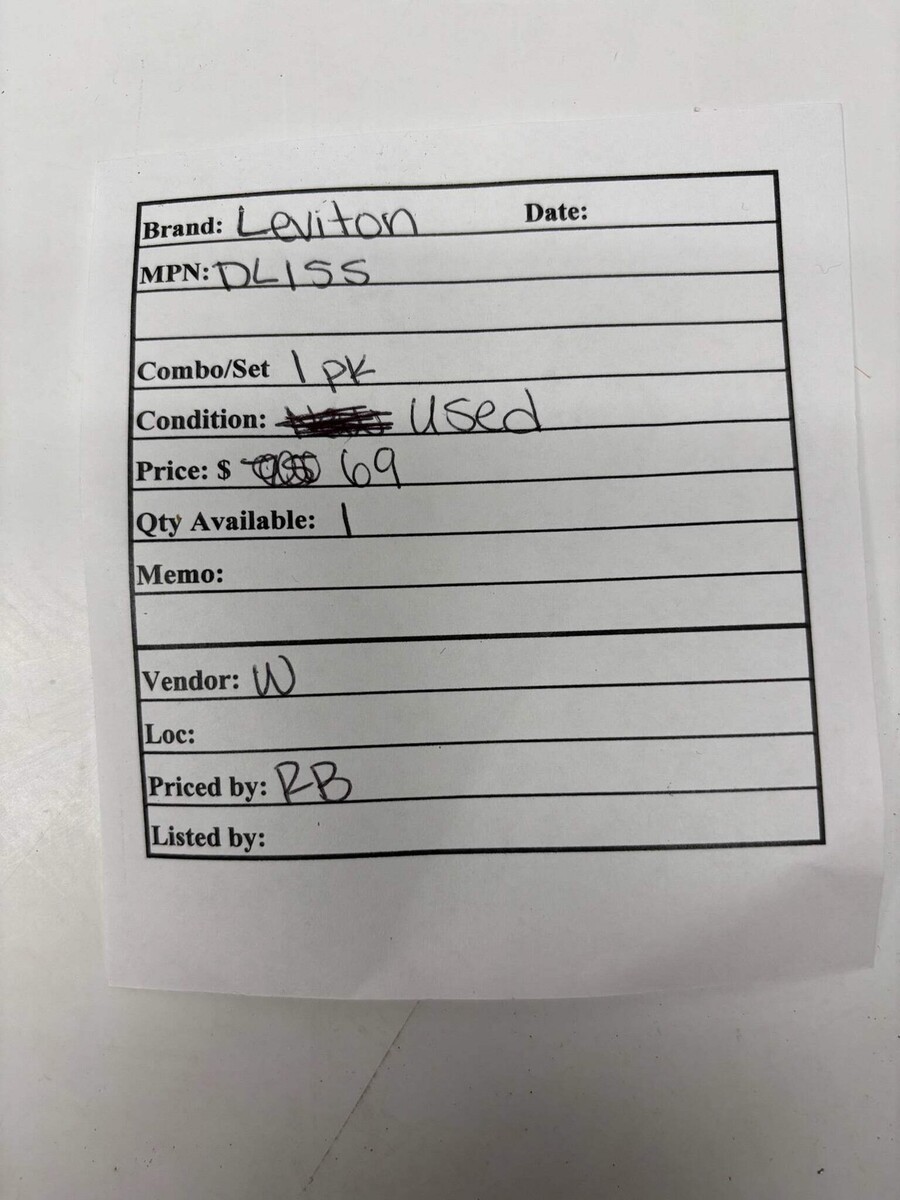 Brand: Leviton Date:
MPN: DL1SS
Combo/Set 1 pk
Condition: Used
Price: $ 69
Qty Available: 1
Memo:
Vendor: W
Loc:
Priced by: RB
Listed by: